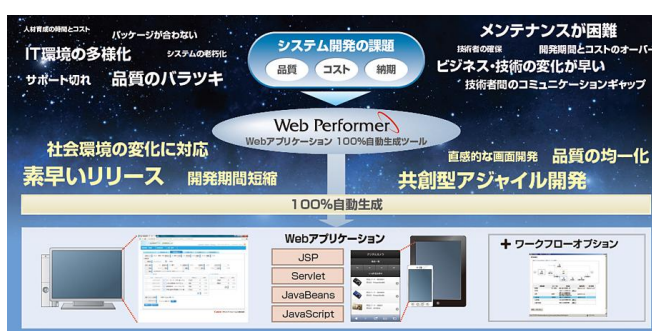 人材育成の時間とコスト
パッケージが合わない
IT環境の多様化
システムの老朽化
サポート切れ
品質のバラツキ
システム開発の課題
品質
コスト
納期
メンテナンスが困難
技術者の確保
開発期間とコストのオーバー
ビジネス・技術の変化が早い
技術者間のコミュニケーションギャップ
Web Performer
Webアプリケーション 100%自動生成ツール
社会環境の変化に対応
素早いリリース
開発期間短縮
直感的な画面開発
品質の均一化
共創型アジャイル開発
100%自動生成
Webアプリケーション
JSP
Servlet
JavaBeans
JavaScript
+ ワークフローオプション